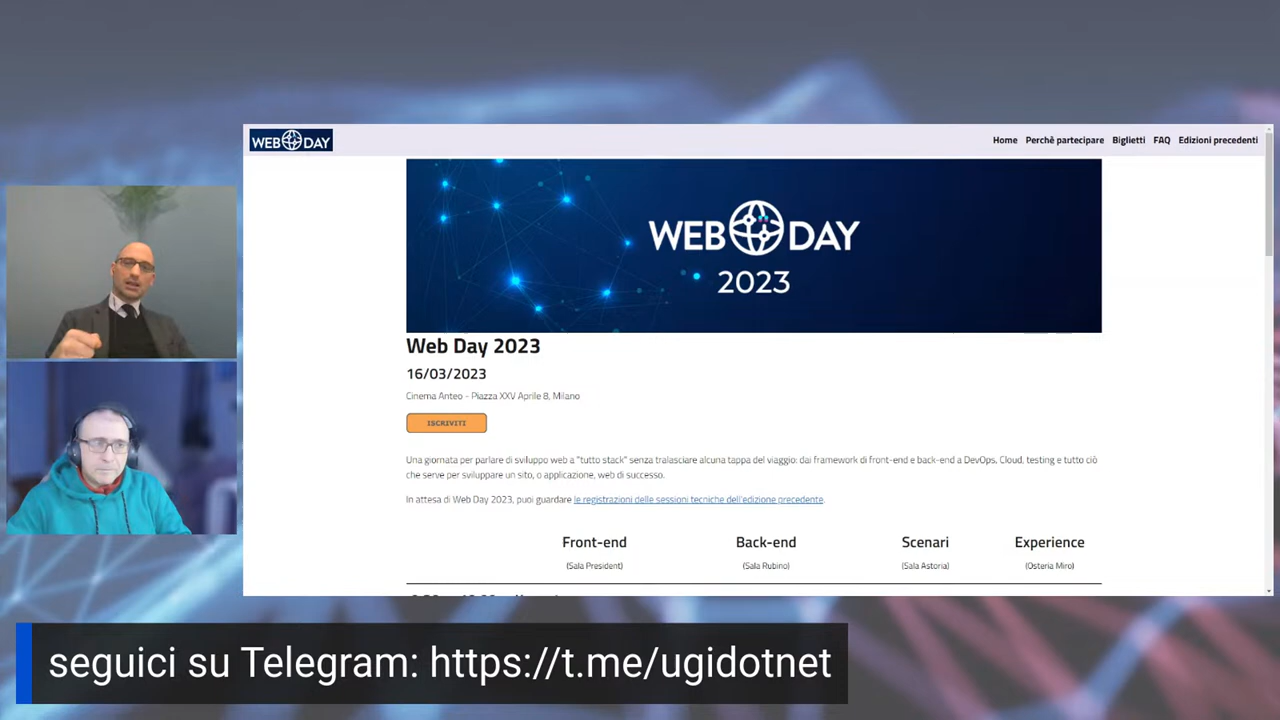 WEB DAY
Home Perchè partecipare Biglietti FAQ Edizioni precedenti
WEB DAY
2023
Web Day 2023
16/03/2023
Cinema Anteo - Piazza XXV Aprile 8, Milano
ISCRIVITI
Una giornata per parlare di sviluppo web a "tutto stack" senza tralasciare alcuna tappa del viaggio: dai framework di front-end e back-end a DevOps, Cloud, testing e tutto ciò
che serve per sviluppare un sito, o applicazione, web di successo.
In attesa di Web Day 2023, puoi guardare le registrazioni delle sessioni tecniche dell'edizione precedente.
Front-end Back-end Scenari Experience
(Sala President) (Sala Rubino) (Sala Astoria) (Osteria Miro)
seguici su Telegram: https://t.me/ugidotnet